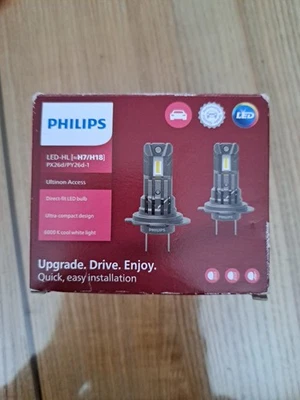 PHILIPS
LED-HL [≈H7/H18]
PX26d/PY26d-1
Ultinon Access
Direct-fit LED bulb
Ultra compact design
6000 K cool white light
LED
PHILIPS
Upgrade. Drive. Enjoy.
Quick, easy installation